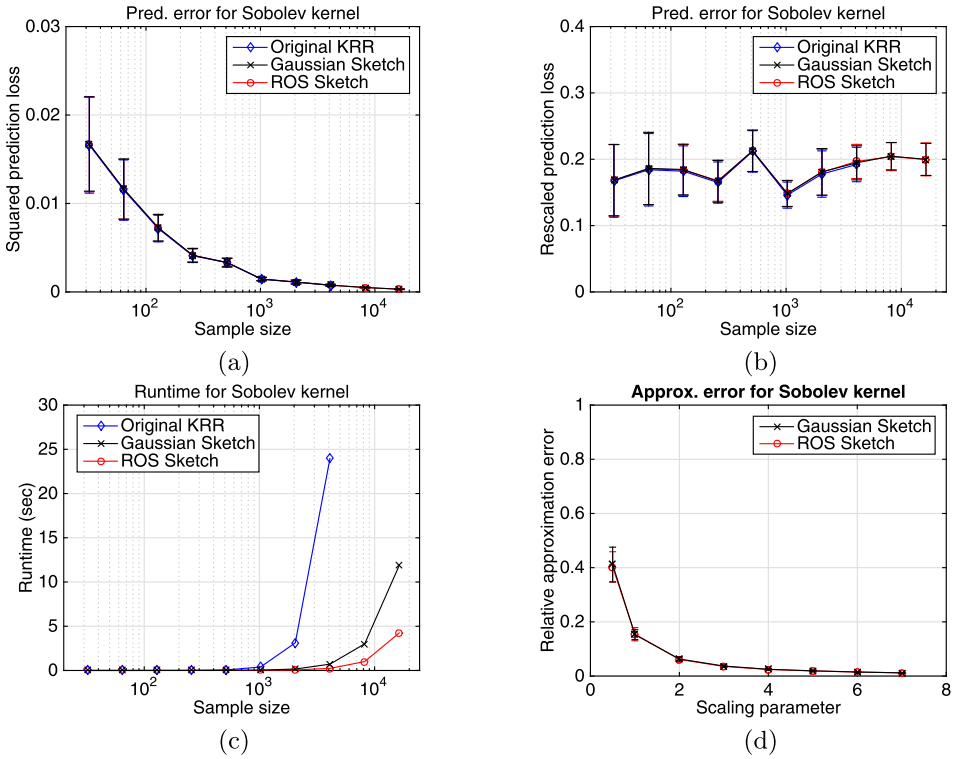 Pred. error for Sobolev kernel
0.03
0.02
0.01
0
Squared prediction loss
Original KRR
Gaussian Sketch
ROS Sketch
10^2
10^3
10^4
Sample size
(a)
Pred. error for Sobolev kernel
0.4
0.3
0.2
0.1
0
Rescaled prediction loss
Original KRR
Gaussian Sketch
ROS Sketch
10^2
10^3
10^4
Sample size
(b)
Runtime for Sobolev kernel
30
25
20
15
10
5
0
Runtime (sec)
Original KRR
Gaussian Sketch
ROS Sketch
10^2
10^3
10^4
Sample size
(c)
Approx. error for Sobolev kernel
1
0.8
0.6
0.4
0.2
0
Relative approximation error
Gaussian Sketch
ROS Sketch
0
2
4
6
8
Scaling parameter
(d)